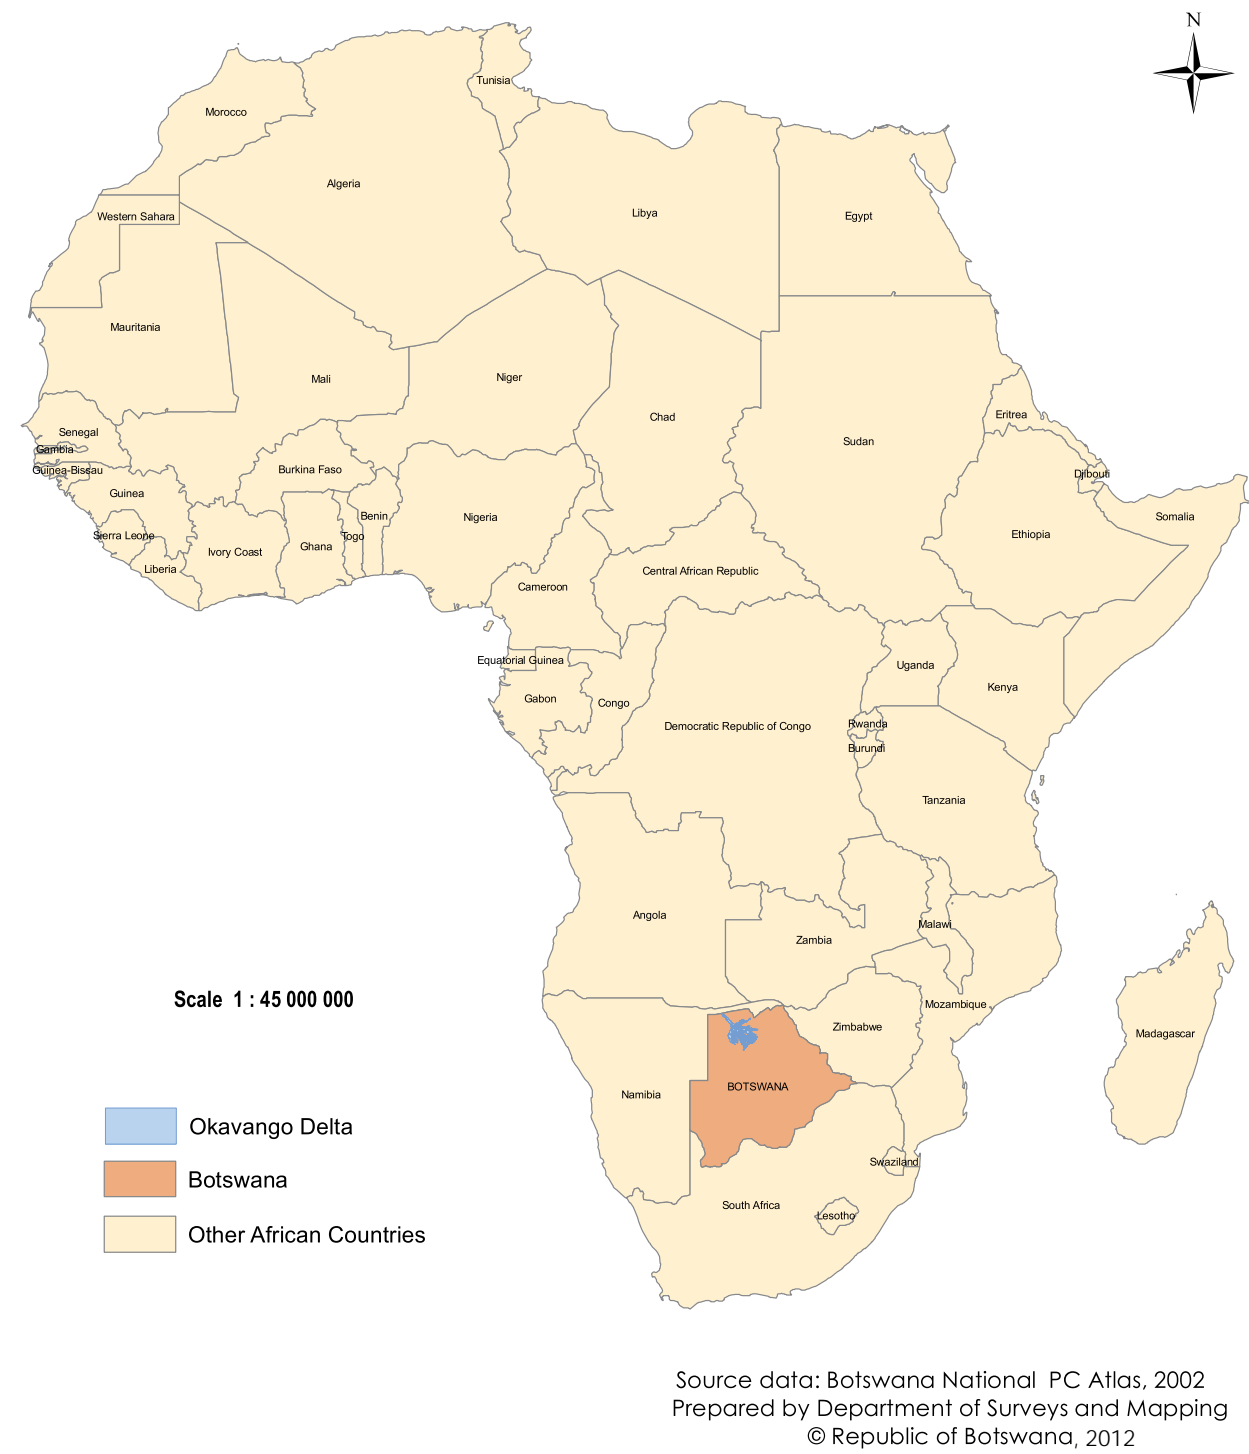 N
Tunisia
Morocco
Algeria
Libya
Egypt
Western Sahara
Mauritania
Mali
Niger
Chad
Sudan
Eritrea
Senegal
Gambia
Guinea-Bissau
Burkina Faso
Djibouti
Guinea
Nigeria
Benin
Somalia
Sierra Leone
Togo
Ethiopia
Ghana
Ivory Coast
Liberia
Central African Republic
Cameroon
Equatorial Guinea
Uganda
Kenya
Gabon
Congo
Rwanda
Democratic Republic of Congo
Burundi
Tanzania
Angola
Malawi
Zambia
Scale 1 : 45 000 000
Mozambique
Zimbabwe
Madagascar
BOTSWANA
Namibia
Okavango Delta
Swaziland
Botswana
South Africa
Lesotho
Other African Countries
Source data: Botswana National PC Atlas, 2002
Prepared by Department of Surveys and Mapping
© Republic of Botswana, 2012